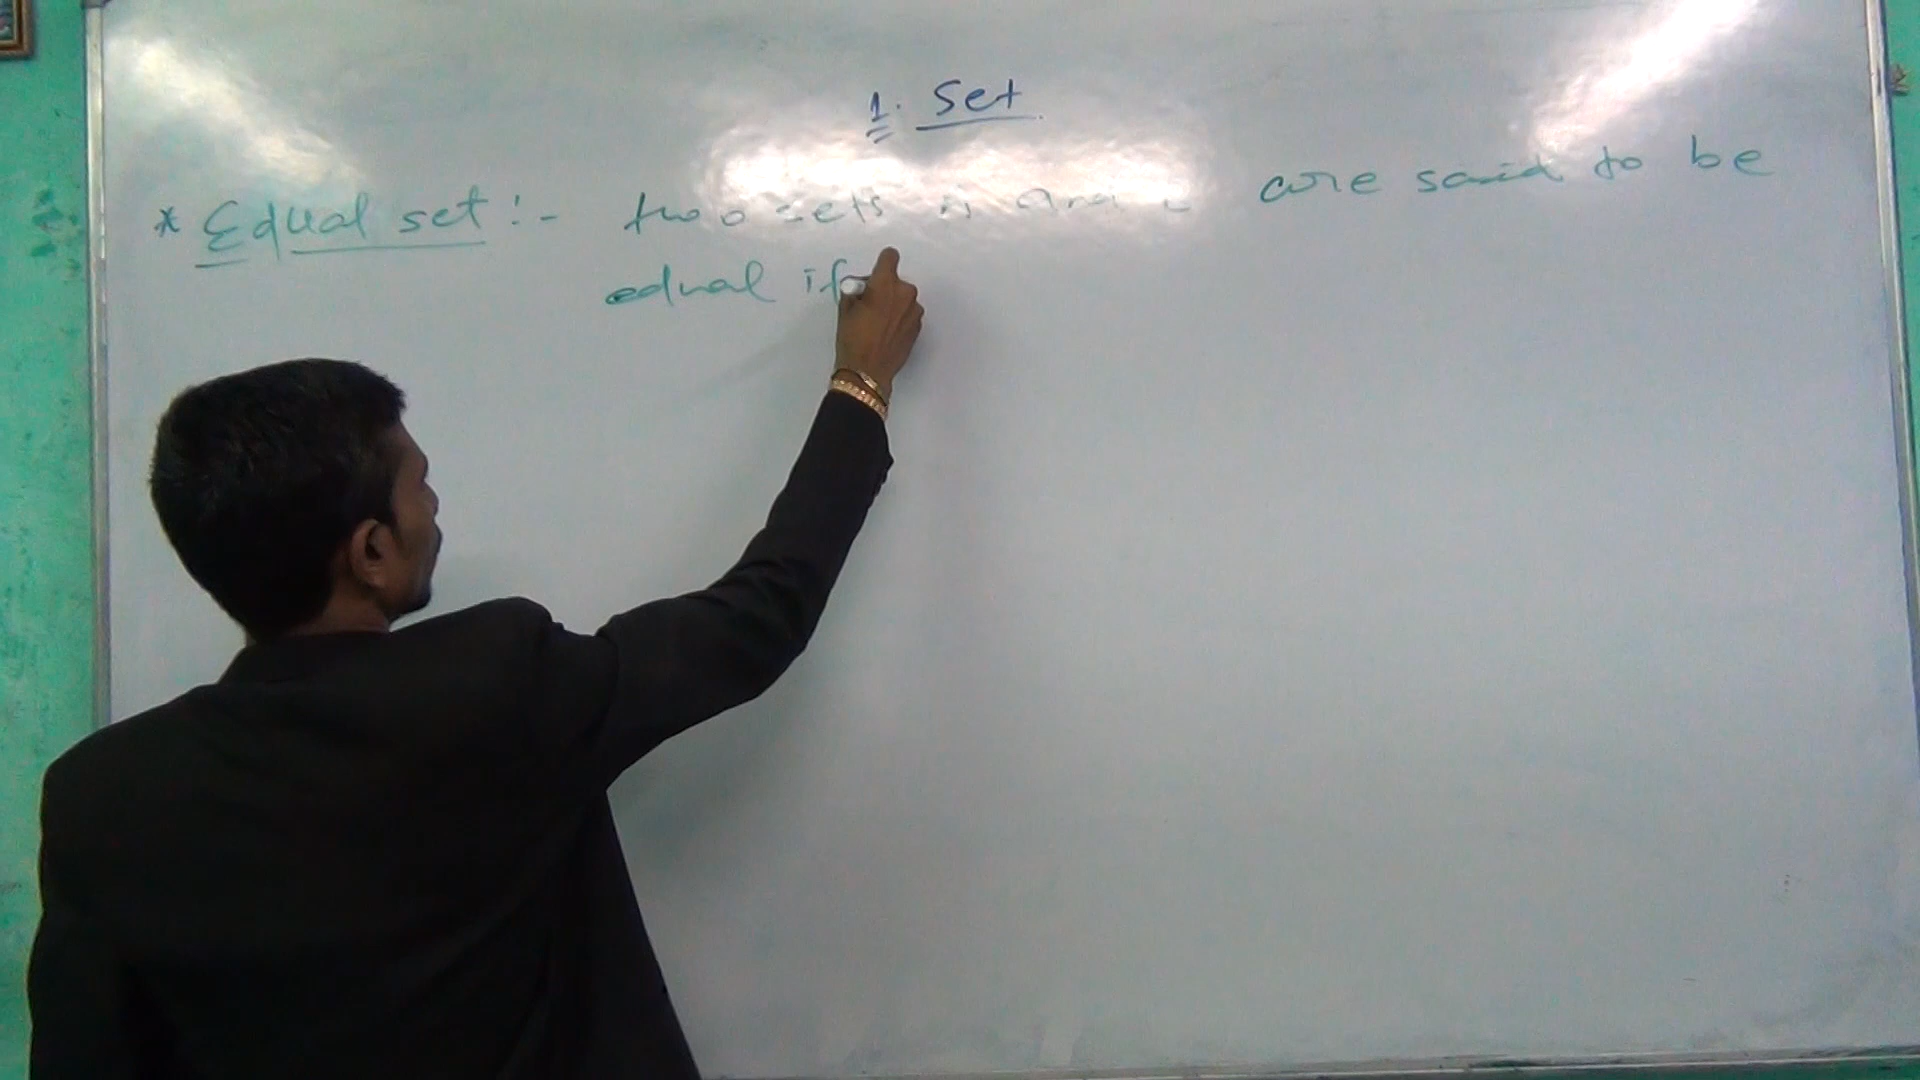 1. Set
* Equal set :- two sets and are said to be
equal if